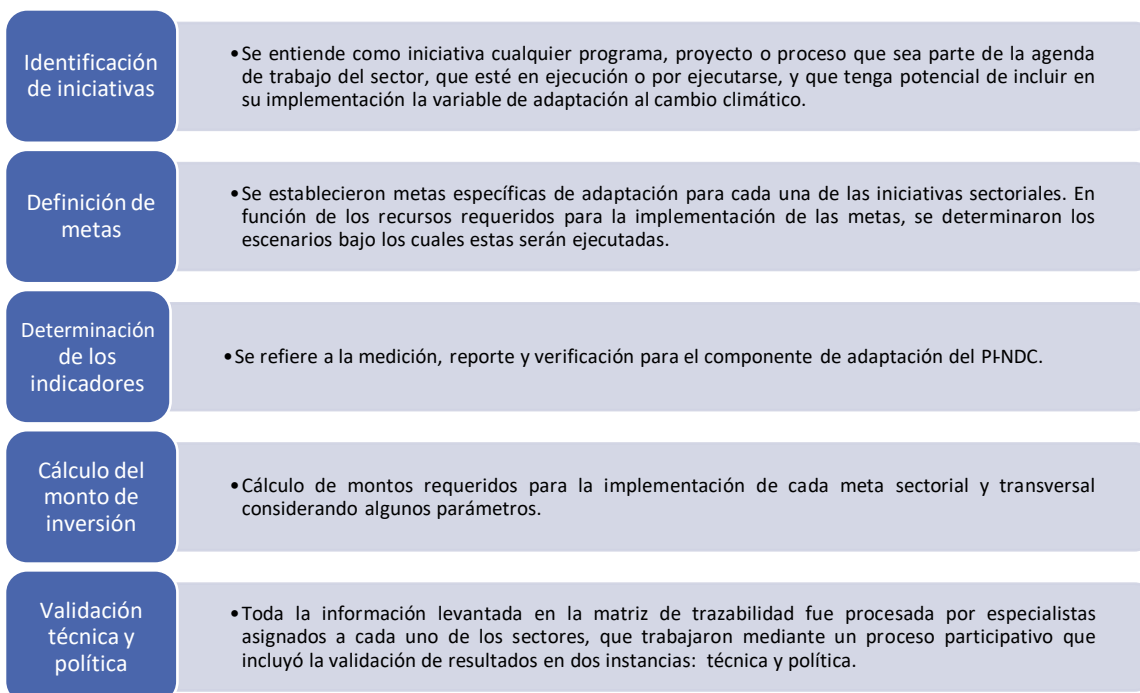 Identificación
de iniciativas
•Se entiende como iniciativa cualquier programa, proyecto o proceso que sea parte de la agenda
de trabajo del sector, que esté en ejecución o por ejecutarse, y que tenga potencial de incluir en
su implementación la variable de adaptación al cambio climático.
Definición de
metas
•Se establecieron metas específicas de adaptación para cada una de las iniciativas sectoriales. En
función de los recursos requeridos para la implementación de las metas, se determinaron los
escenarios bajo los cuales estas serán ejecutadas.
Determinación
de los
indicadores
•Se refiere a la medición, reporte y verificación para el componente de adaptación del PI-NDC.
Cálculo del
monto de
inversión
•Cálculo de montos requeridos para la implementación de cada meta sectorial y transversal
considerando algunos parámetros.
Validación
técnica y
política
•Toda la información levantada en la matriz de trazabilidad fue procesada por especialistas
asignados a cada uno de los sectores, que trabajaron mediante un proceso participativo que
incluyó la validación de resultados en dos instancias: técnica y política.